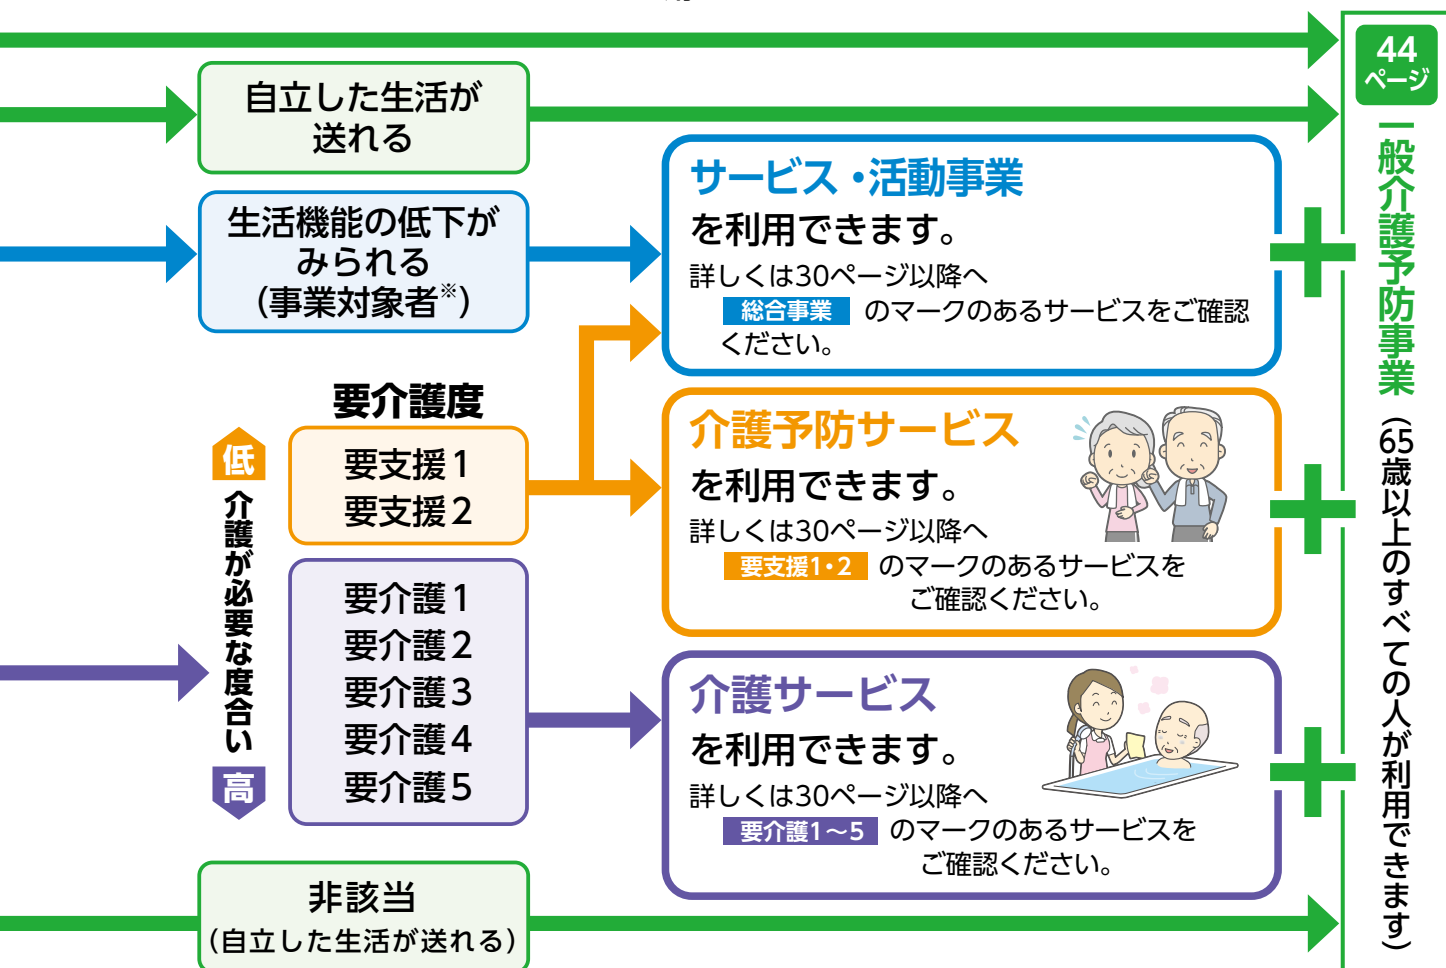 自立した生活が
送れる
生活機能の低下が
みられる
(事業対象者※)
サービス・活動事業
を利用できます。
詳しくは30ページ以降へ
総合事業 のマークのあるサービスをご確認
ください。
要介護度
低
介護が必要な度合い
高
要支援1
要支援2
要介護1
要介護2
要介護3
要介護4
要介護5
介護予防サービス
を利用できます。
詳しくは30ページ以降へ
要支援1・2 のマークのあるサービスを
ご確認ください。
介護サービス
を利用できます。
詳しくは30ページ以降へ
要介護1~5 のマークのあるサービスを
ご確認ください。
非該当
(自立した生活が送れる)
44
ページ
一般介護予防事業(65歳以上のすべての人が利用できます)